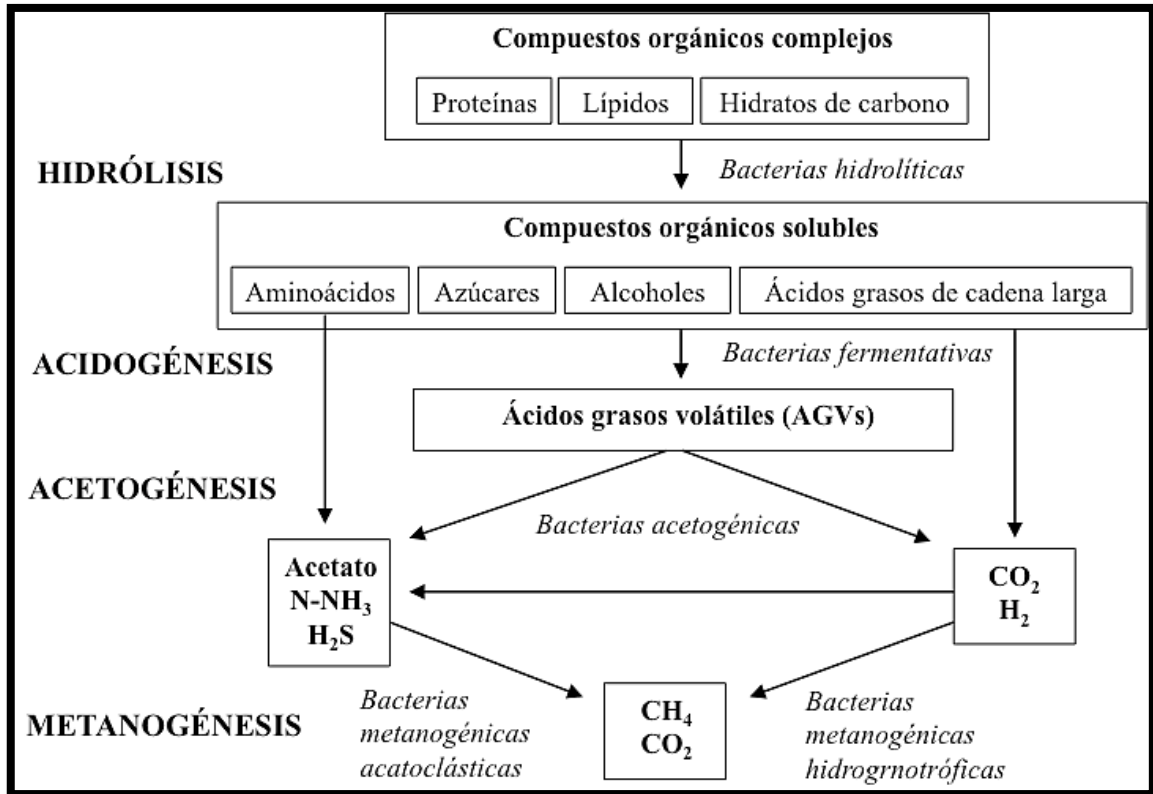 Compuestos orgánicos complejos
Proteínas
Lípidos
Hidratos de carbono
HIDRÓLISIS
Bacterias hidrolíticas
Compuestos orgánicos solubles
Aminoácidos
Azúcares
Alcoholes
Ácidos grasos de cadena larga
ACIDOGÉNESIS
Bacterias fermentativas
Ácidos grasos volátiles (AGVs)
ACETOGÉNESIS
Bacterias acetogénicas
Acetato
N-NH₃
H₂S
CO₂
H₂
METANOGÉNESIS
Bacterias
metanogénicas
acatoclásticas
CH₄
CO₂
Bacterias
metanogénicas
hidrogrnotróficas